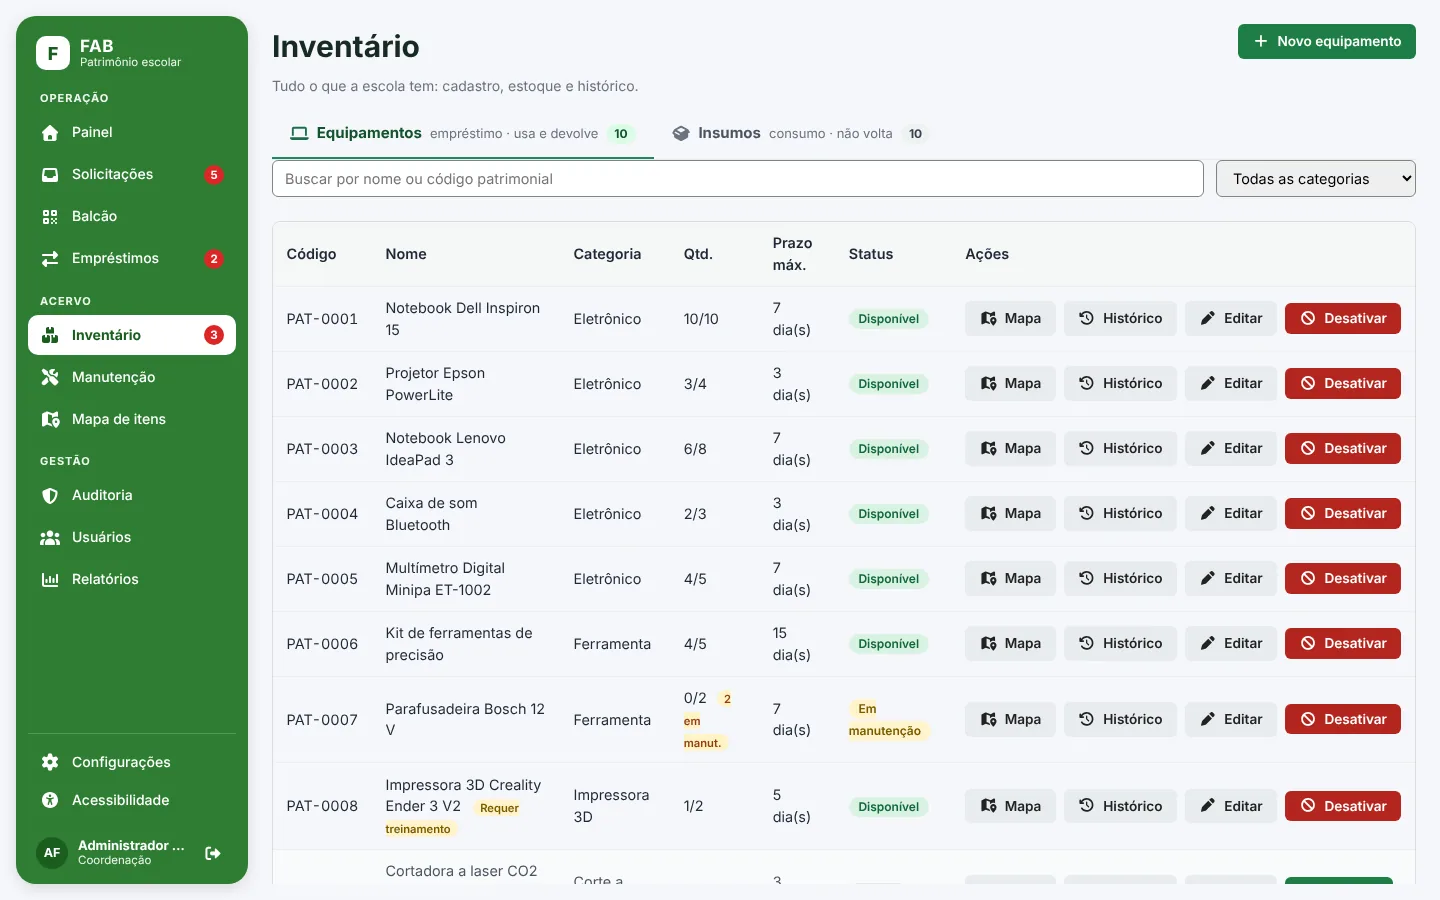 F
FAB
Patrimônio escolar
OPERAÇÃO
Painel
Solicitações 5
Balcão
Empréstimos 2
ACERVO
Inventário 3
Manutenção
Mapa de itens
GESTÃO
Auditoria
Usuários
Relatórios
Configurações
Acessibilidade
AF
Administrador ...
Coordenação
Inventário
Novo equipamento
Tudo o que a escola tem: cadastro, estoque e histórico.
Equipamentos empréstimo · usa e devolve 10
Insumos consumo · não volta 10
Buscar por nome ou código patrimonial
Todas as categorias
Código Nome Categoria Qtd. Prazo máx. Status Ações
PAT-0001 Notebook Dell Inspiron 15 Eletrônico 10/10 7 dia(s) Disponível Mapa Histórico Editar Desativar
PAT-0002 Projetor Epson PowerLite Eletrônico 3/4 3 dia(s) Disponível Mapa Histórico Editar Desativar
PAT-0003 Notebook Lenovo IdeaPad 3 Eletrônico 6/8 7 dia(s) Disponível Mapa Histórico Editar Desativar
PAT-0004 Caixa de som Bluetooth Eletrônico 2/3 3 dia(s) Disponível Mapa Histórico Editar Desativar
PAT-0005 Multímetro Digital Minipa ET-1002 Eletrônico 4/5 7 dia(s) Disponível Mapa Histórico Editar Desativar
PAT-0006 Kit de ferramentas de precisão Ferramenta 4/5 15 dia(s) Disponível Mapa Histórico Editar Desativar
PAT-0007 Parafusadeira Bosch 12 V Ferramenta 0/2 2 em manut. 7 dia(s) Em manutenção Mapa Histórico Editar Desativar
PAT-0008 Impressora 3D Creality Ender 3 V2 Requer treinamento Impressora 3D 1/2 5 dia(s) Disponível Mapa Histórico Editar Desativar
Cortadora a laser CO2 Corte a 3